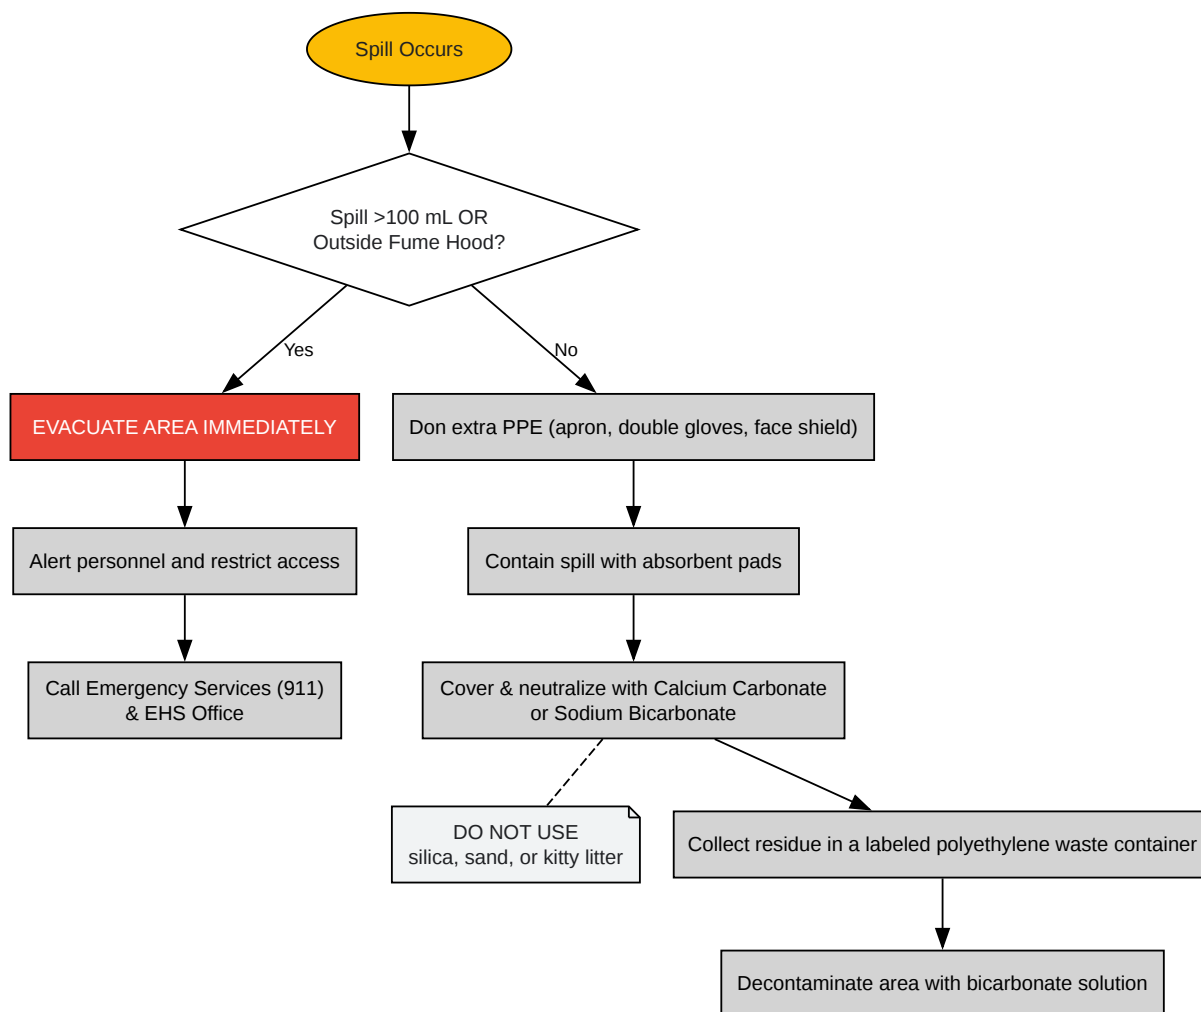 Spill Occurs
Spill >100 mL OR
Outside Fume Hood?
Yes
No
EVACUATE AREA IMMEDIATELY
Don extra PPE (apron, double gloves, face shield)
Alert personnel and restrict access
Contain spill with absorbent pads
Call Emergency Services (911)
& EHS Office
Cover & neutralize with Calcium Carbonate
or Sodium Bicarbonate
DO NOT USE
silica, sand, or kitty litter
Collect residue in a labeled polyethylene waste container
Decontaminate area with bicarbonate solution